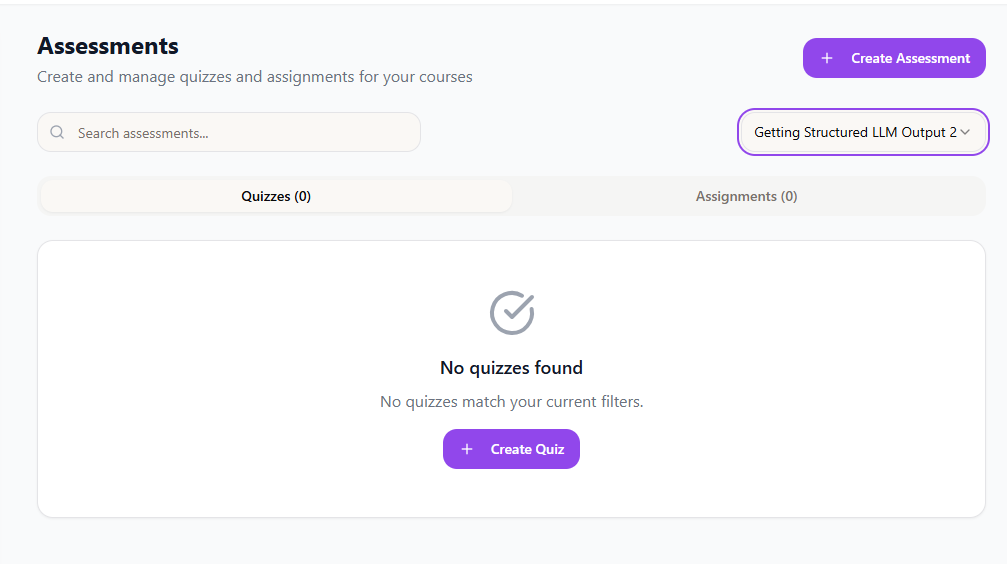 Assessments
Create and manage quizzes and assignments for your courses
Create Assessment
Search assessments...
Getting Structured LLM Output 2
Quizzes (0)
Assignments (0)
No quizzes found
No quizzes match your current filters.
Create Quiz